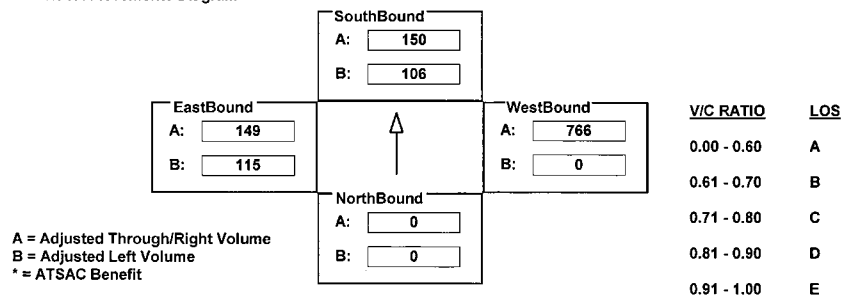 SouthBound
A: 150
B: 106
EastBound
A: 149
B: 115
WestBound
A: 766
B: 0
NorthBound
A: 0
B: 0
A = Adjusted Through/Right Volume
B = Adjusted Left Volume
* = ATSAC Benefit
V/C RATIO LOS
0.00 - 0.60 A
0.61 - 0.70 B
0.71 - 0.80 C
0.81 - 0.90 D
0.91 - 1.00 E